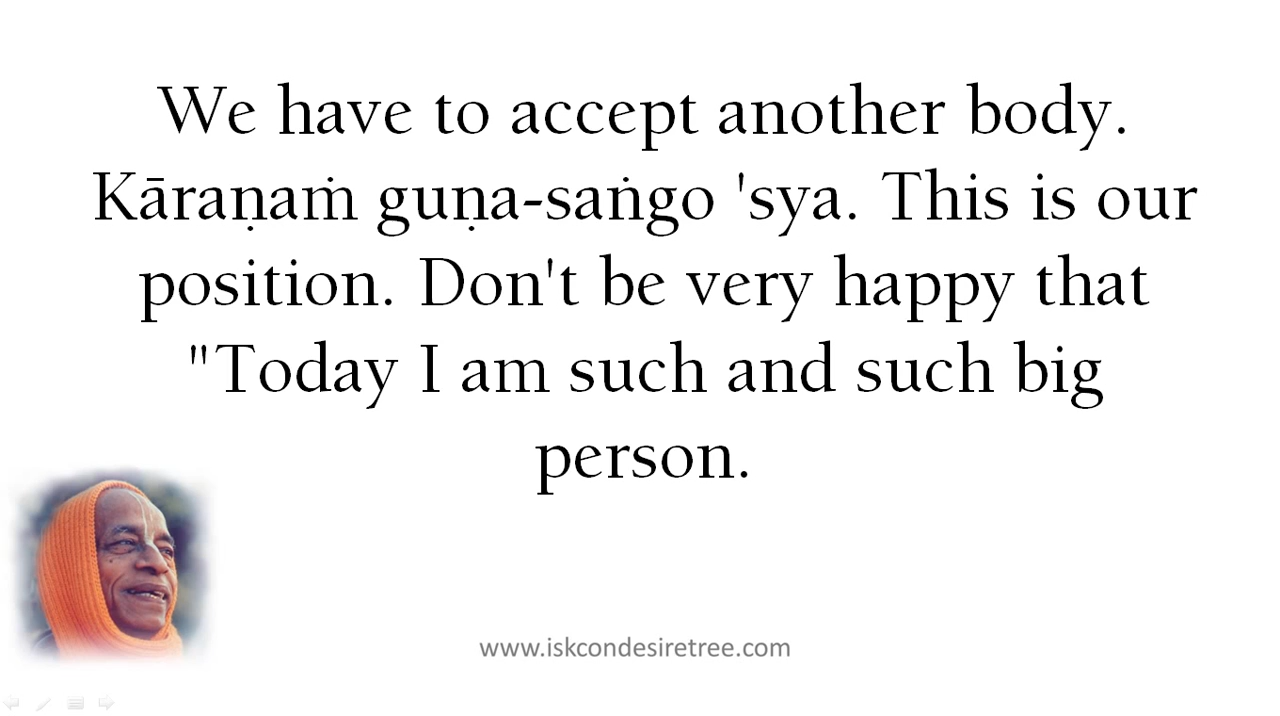 We have to accept another body.
Kāraṇaṁ guṇa-saṅgo 'sya. This is our
position. Don't be very happy that
"Today I am such and such big
person.
www.iskcondesiretree.com